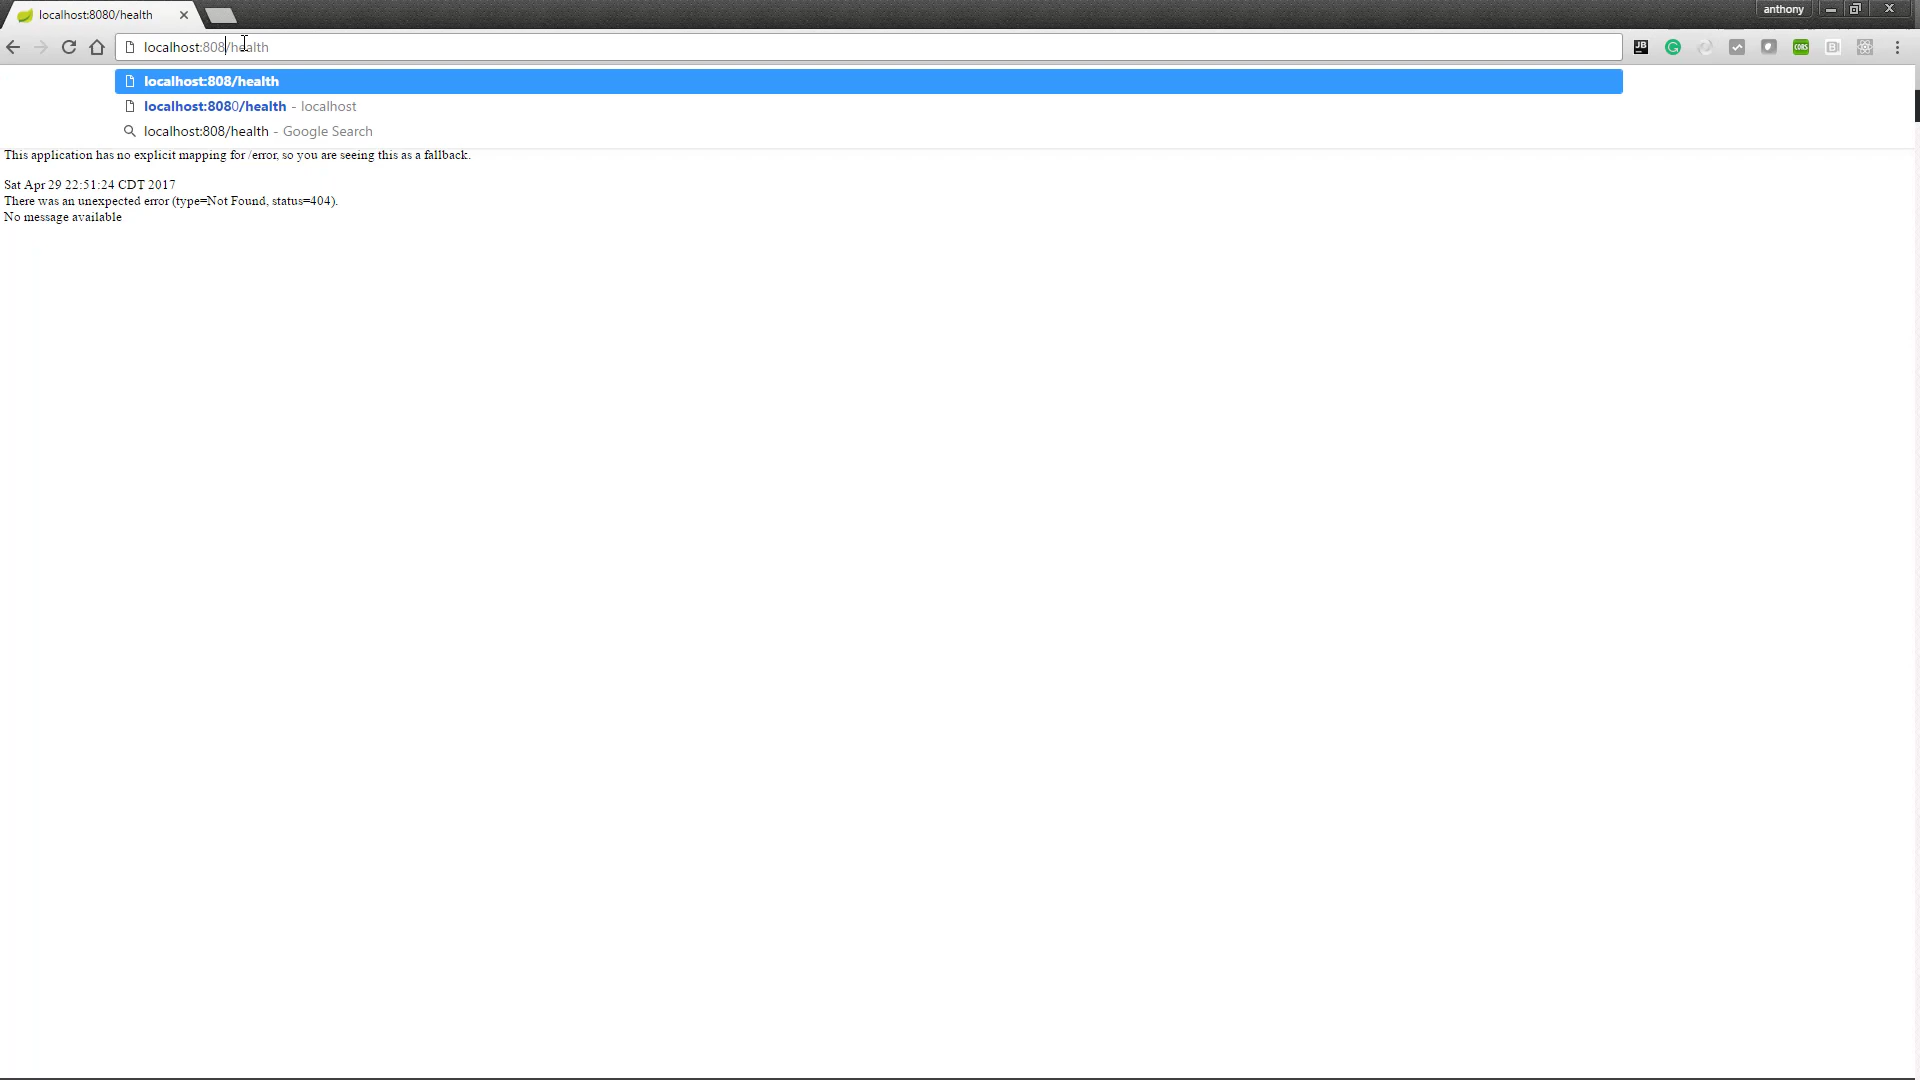 localhost:8080/health
anthony
localhost:808/health
JB
CORS
localhost:808/health
localhost:8080/health - localhost
localhost:808/health - Google Search
This application has no explicit mapping for /error, so you are seeing this as a fallback.
Sat Apr 29 22:51:24 CDT 2017
There was an unexpected error (type=Not Found, status=404).
No message available